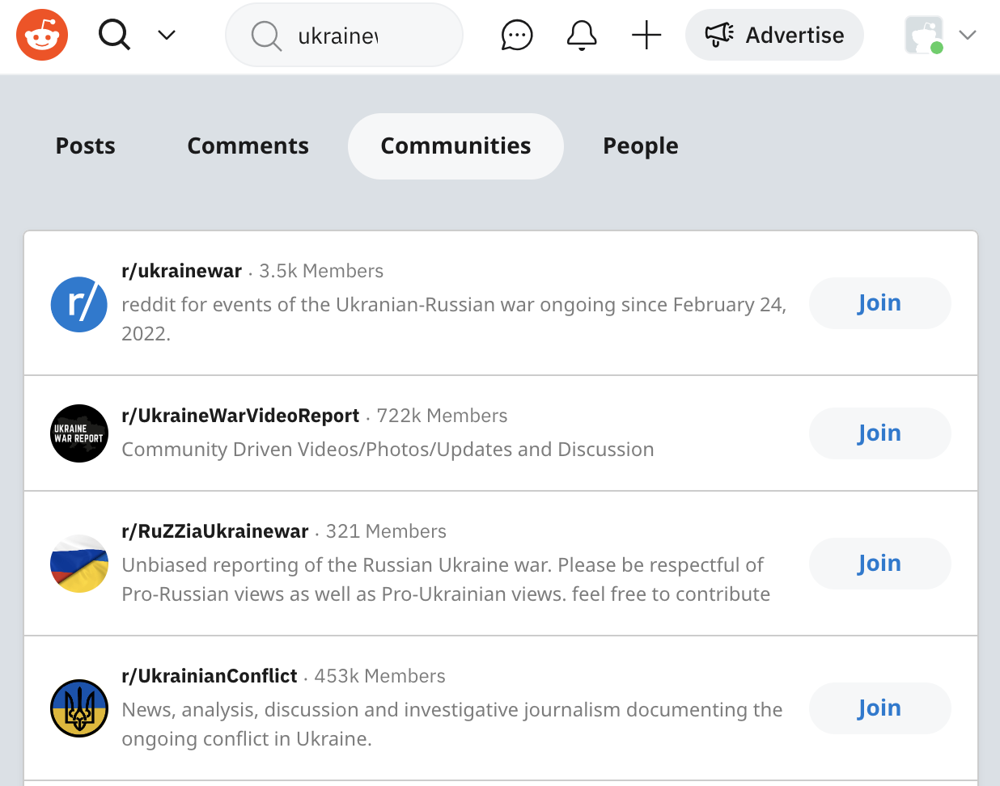 ukrainew
Advertise
Posts Comments Communities People
r/ukrainewar · 3.5k Members
reddit for events of the Ukranian-Russian war ongoing since February 24,
2022.
Join
r/
r/UkraineWarVideoReport · 722k Members
Community Driven Videos/Photos/Updates and Discussion
Join
UKRAINE
WAR REPORT
r/RuZZiaUkrainewar · 321 Members
Unbiased reporting of the Russian Ukraine war. Please be respectful of
Pro-Russian views as well as Pro-Ukrainian views. feel free to contribute
Join
r/UkrainianConflict · 453k Members
News, analysis, discussion and investigative journalism documenting the
ongoing conflict in Ukraine.
Join